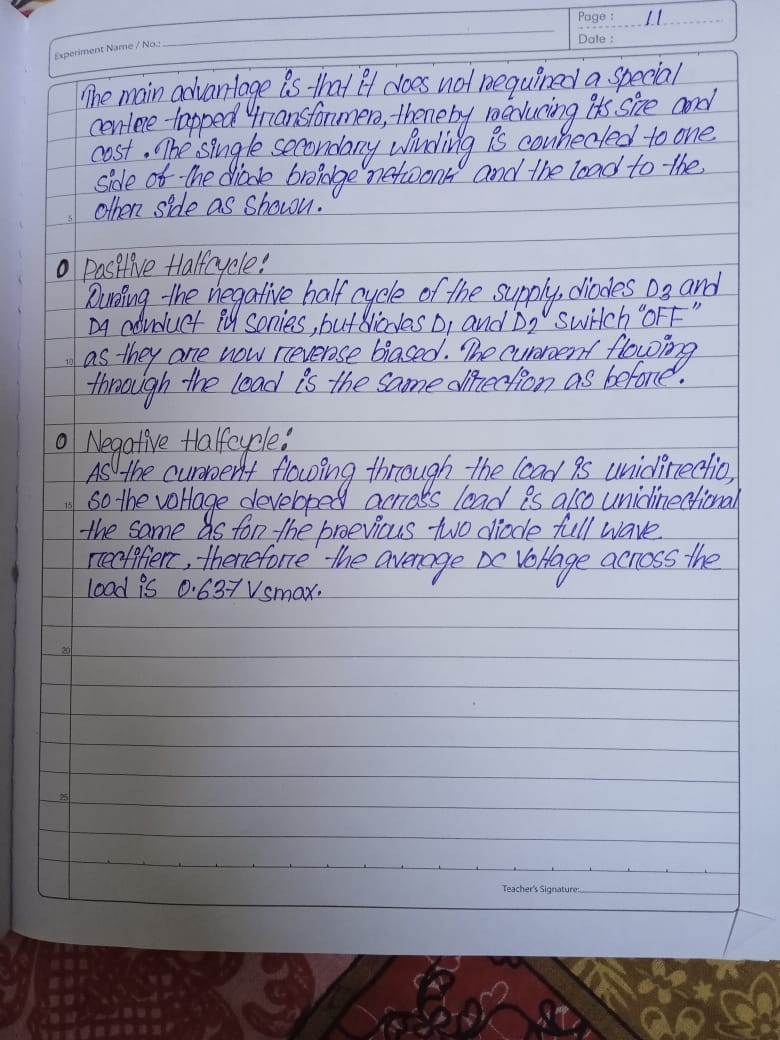 Page : 11
Experiment Name / No.:
Date :
The main advantage is that it does not required a special
centre tapped transformers, thereby reducing its size and
cost. The single secondary winding is connected to one
side of the diode bridge network and the load to the
5 other side as shown.
0 Positive Halfcycle:
During the negative half cycle of the supply, diodes D3 and
D4 conduct in series, but diodes D1 and D2 switch "OFF"
10 as they are now reverse biased. The current flowing
through the load is the same direction as before.
0 Negative Halfcycle:
As the current flowing through the load is unidirectio,
15 so the voltage developed across load is also unidirectional
the same as for the previous two diode full wave
rectifier, therefore the average DC Voltage across the
load is 0.637 Vsmax.
20
25
Teacher's Signature: